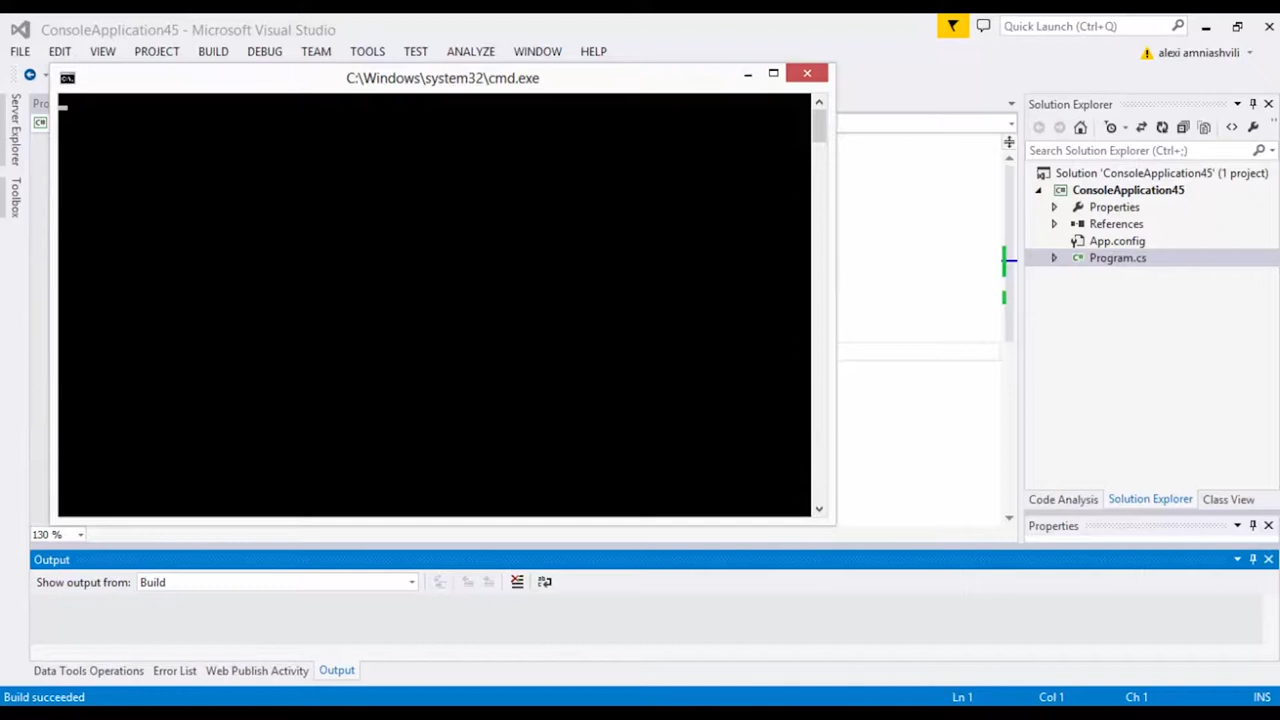 ConsoleApplication45 - Microsoft Visual Studio
Quick Launch (Ctrl+Q)
FILE EDIT VIEW PROJECT BUILD DEBUG TEAM TOOLS TEST ANALYZE WINDOW HELP
alexi amniashvili
C:\Windows\system32\cmd.exe
Server Explorer
Toolbox
Pro
Solution Explorer
Search Solution Explorer (Ctrl+;)
Solution 'ConsoleApplication45' (1 project)
ConsoleApplication45
Properties
References
App.config
Program.cs
Code Analysis Solution Explorer Class View
Properties
130 %
Output
Show output from: Build
Data Tools Operations Error List Web Publish Activity Output
Build succeeded Ln 1 Col 1 Ch 1 INS